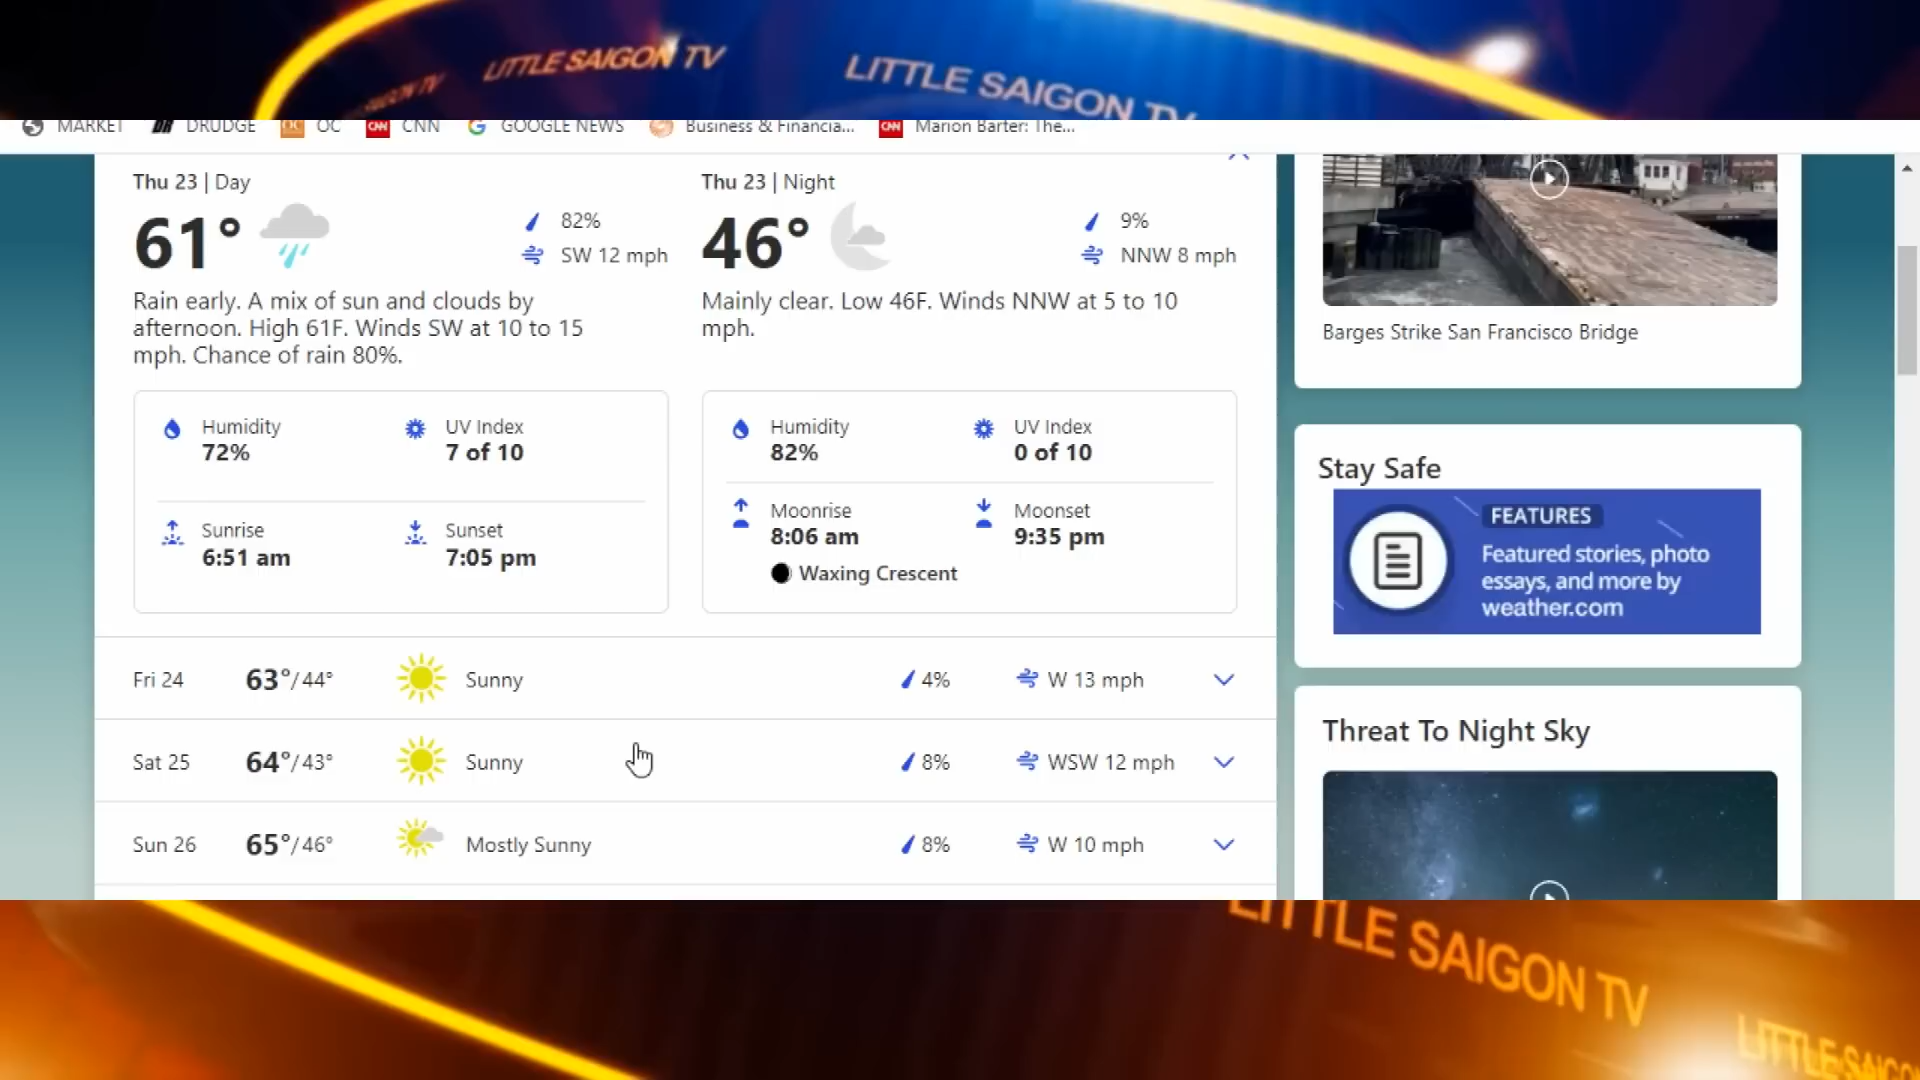 LITTLE SAIGON TV
LITTLE SAIGON TV
SAIGON TV
MARKET
DRUDGE
OC
OC
CNN
CNN
GOOGLE NEWS
Business & Financia...
CNN
Marion Barter: The...
Thu 23 | Day
61°
82%
SW 12 mph
Rain early. A mix of sun and clouds by
afternoon. High 61F. Winds SW at 10 to 15
mph. Chance of rain 80%.
Humidity
72%
UV Index
7 of 10
Sunrise
6:51 am
Sunset
7:05 pm
Thu 23 | Night
46°
9%
NNW 8 mph
Mainly clear. Low 46F. Winds NNW at 5 to 10
mph.
Humidity
82%
UV Index
0 of 10
Moonrise
8:06 am
Waxing Crescent
Moonset
9:35 pm
Fri 24 63°/44° Sunny 4% W 13 mph
Sat 25 64°/43° Sunny 8% WSW 12 mph
Sun 26 65°/46° Mostly Sunny 8% W 10 mph
Barges Strike San Francisco Bridge
Stay Safe
FEATURES
Featured stories, photo
essays, and more by
weather.com
Threat To Night Sky
LITTLE SAIGON TV
LITTLE SAIGON